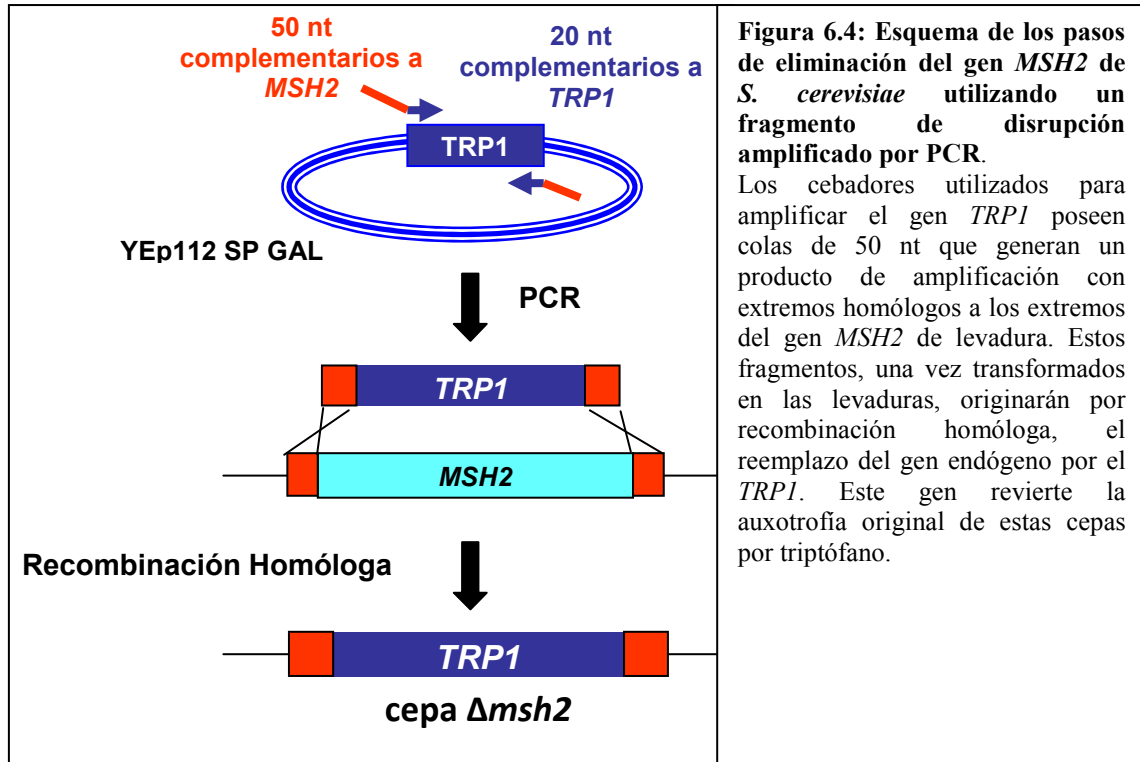 50 nt
complementarios a
MSH2
20 nt
complementarios a
TRP1
TRP1
YEp112 SP GAL
PCR
TRP1
MSH2
Recombinación Homóloga
TRP1
cepa Δmsh2
Figura 6.4: Esquema de los pasos
de eliminación del gen MSH2 de
S. cerevisiae utilizando un
fragmento de disrupción
amplificado por PCR.
Los cebadores utilizados para
amplificar el gen TRP1 poseen
colas de 50 nt que generan un
producto de amplificación con
extremos homólogos a los extremos
del gen MSH2 de levadura. Estos
fragmentos, una vez transformados
en las levaduras, originarán por
recombinación homóloga, el
reemplazo del gen endógeno por el
TRP1. Este gen revierte la
auxotrofía original de estas cepas
por triptófano.